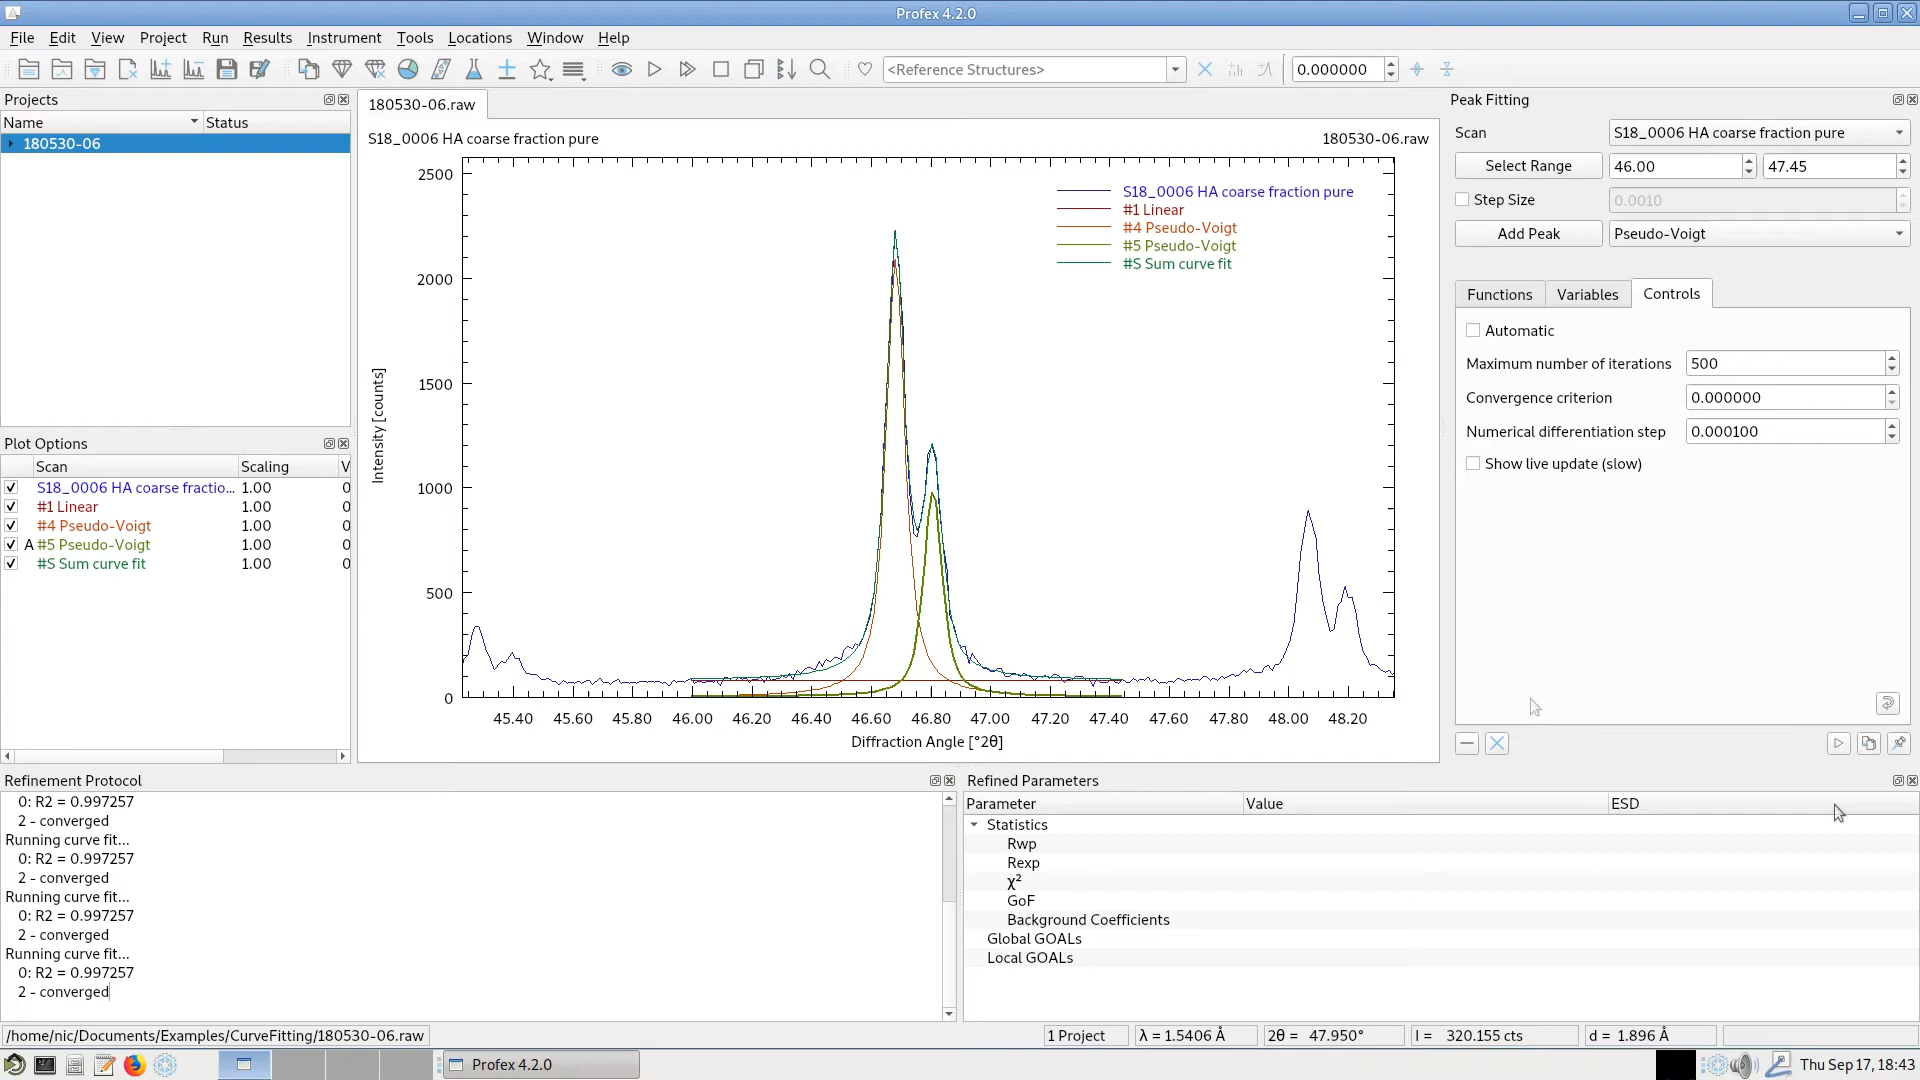 Profex 4.2.0
File Edit View Project Run Results Instrument Tools Locations Window Help
<Reference Structures> 0.000000
Projects
Name Status
180530-06
Plot Options
Scan Scaling V
S18_0006 HA coarse fractio... 1.00 0
#1 Linear 1.00 0
#4 Pseudo-Voigt 1.00 0
A #5 Pseudo-Voigt 1.00 0
#S Sum curve fit 1.00 0
180530-06.raw
S18_0006 HA coarse fraction pure 180530-06.raw
S18_0006 HA coarse fraction pure
#1 Linear
#4 Pseudo-Voigt
#5 Pseudo-Voigt
#S Sum curve fit
Intensity [counts]
2500
2000
1500
1000
500
0
45.40 45.60 45.80 46.00 46.20 46.40 46.60 46.80 47.00 47.20 47.40 47.60 47.80 48.00 48.20
Diffraction Angle [°2θ]
Peak Fitting
Scan S18_0006 HA coarse fraction pure
Select Range 46.00 47.45
Step Size 0.0010
Add Peak Pseudo-Voigt
Functions Variables Controls
Automatic
Maximum number of iterations 500
Convergence criterion 0.000000
Numerical differentiation step 0.000100
Show live update (slow)
Refinement Protocol
0: R2 = 0.997257
2 - converged
Running curve fit...
0: R2 = 0.997257
2 - converged
Running curve fit...
0: R2 = 0.997257
2 - converged
Running curve fit...
0: R2 = 0.997257
2 - converged
Refined Parameters
Parameter Value ESD
Statistics
Rwp
Rexp
χ²
GoF
Background Coefficients
Global GOALs
Local GOALs
/home/nic/Documents/Examples/CurveFitting/180530-06.raw 1 Project λ = 1.5406 Å 2θ = 47.950° I = 320.155 cts d = 1.896 Å
Profex 4.2.0 Thu Sep 17, 18:43